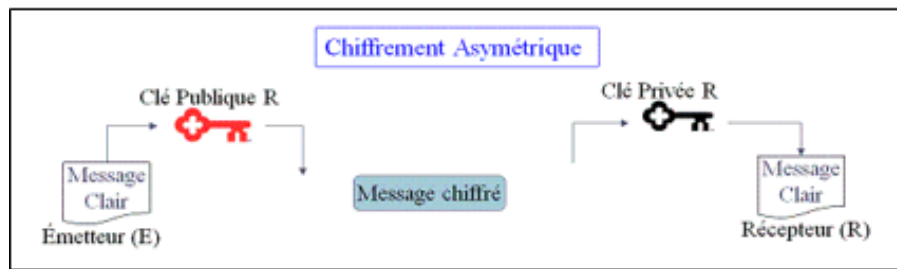 Chiffrement Asymétrique
Clé Publique R
Clé Privée R
Message
Clair
Émetteur (E)
Message chiffré
Message
Clair
Récepteur (R)